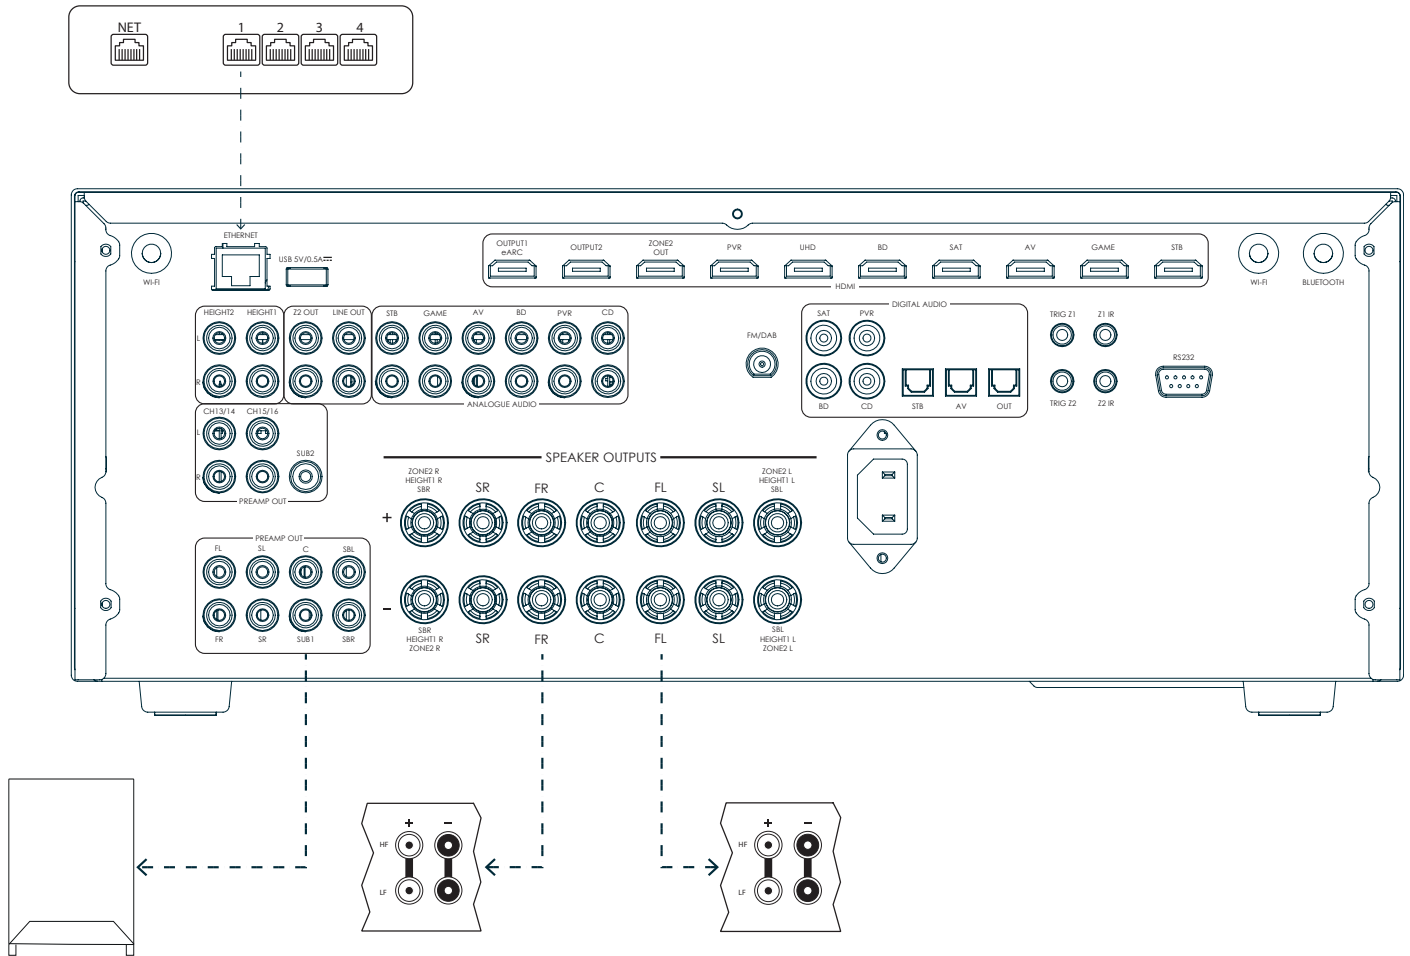 NET 1 2 3 4
ETHERNET
USB 5V/0.5A
WI-FI
OUTPUT1
eARC
OUTPUT2
ZONE2
OUT
PVR UHD BD SAT AV GAME STB
HDMI
WI-FI
BLUETOOTH
HEIGHT2 HEIGHT1
L
R
Z2 OUT LINE OUT
STB GAME AV BD PVR CD
ANALOGUE AUDIO
FM/DAB
DIGITAL AUDIO
SAT PVR
BD CD STB AV OUT
TRIG Z1 Z1 IR
TRIG Z2 Z2 IR
RS232
CH13/14 CH15/16
L
R
SUB2
PREAMP OUT
SPEAKER OUTPUTS
ZONE2 R
HEIGHT1 R
SBR
SR FR C FL SL
ZONE2 L
HEIGHT1 L
SBL
+
–
SBR
HEIGHT1 R
ZONE2 R
SR FR C FL SL
SBL
HEIGHT1 L
ZONE2 L
PREAMP OUT
FL SL C SBL
FR SR SUB1 SBR
+ –
HF
LF
+ –
HF
LF